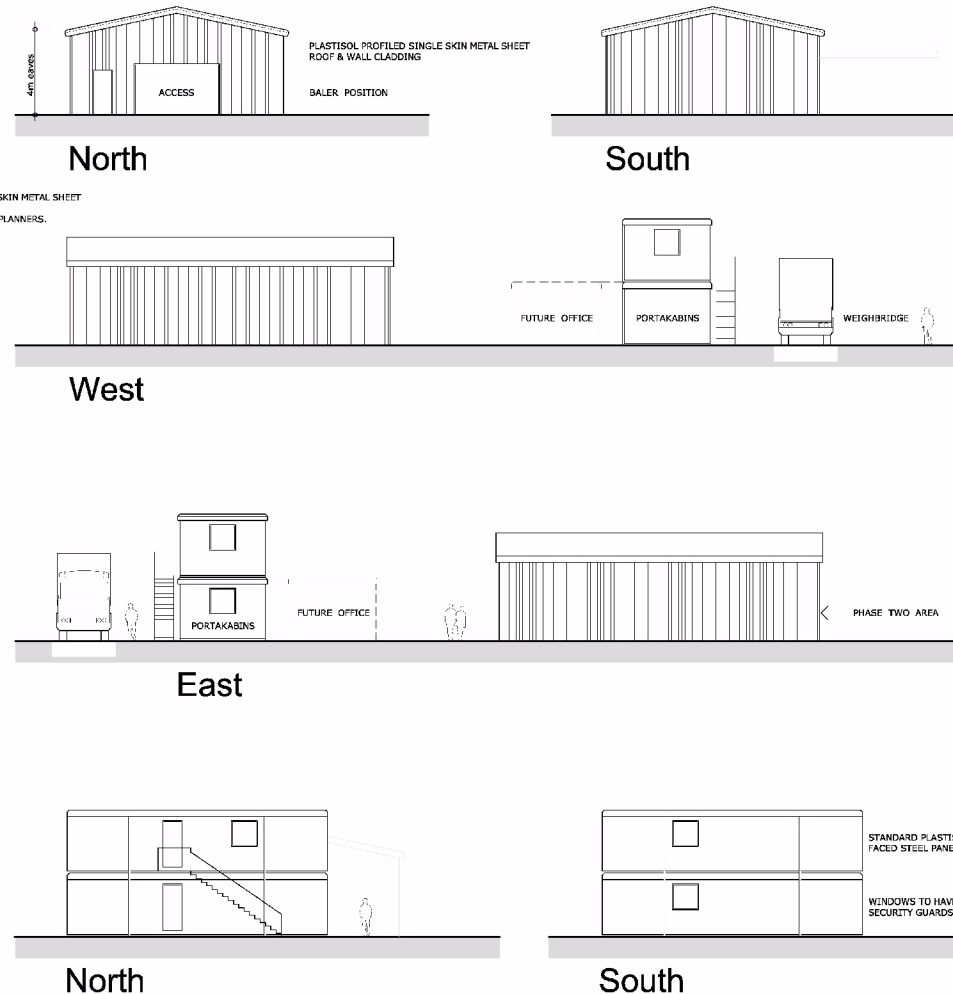 4m eaves
ACCESS
PLASTISOL PROFILED SINGLE SKIN METAL SHEET
ROOF & WALL CLADDING
BALER POSITION
North
South
SKIN METAL SHEET
PLANNERS.
FUTURE OFFICE
PORTAKABINS
WEIGHBRIDGE
West
PORTAKABINS
FUTURE OFFICE
PHASE TWO AREA
East
STANDARD PLASTIS
FACED STEEL PANE
WINDOWS TO HAVE
SECURITY GUARDS
North
South